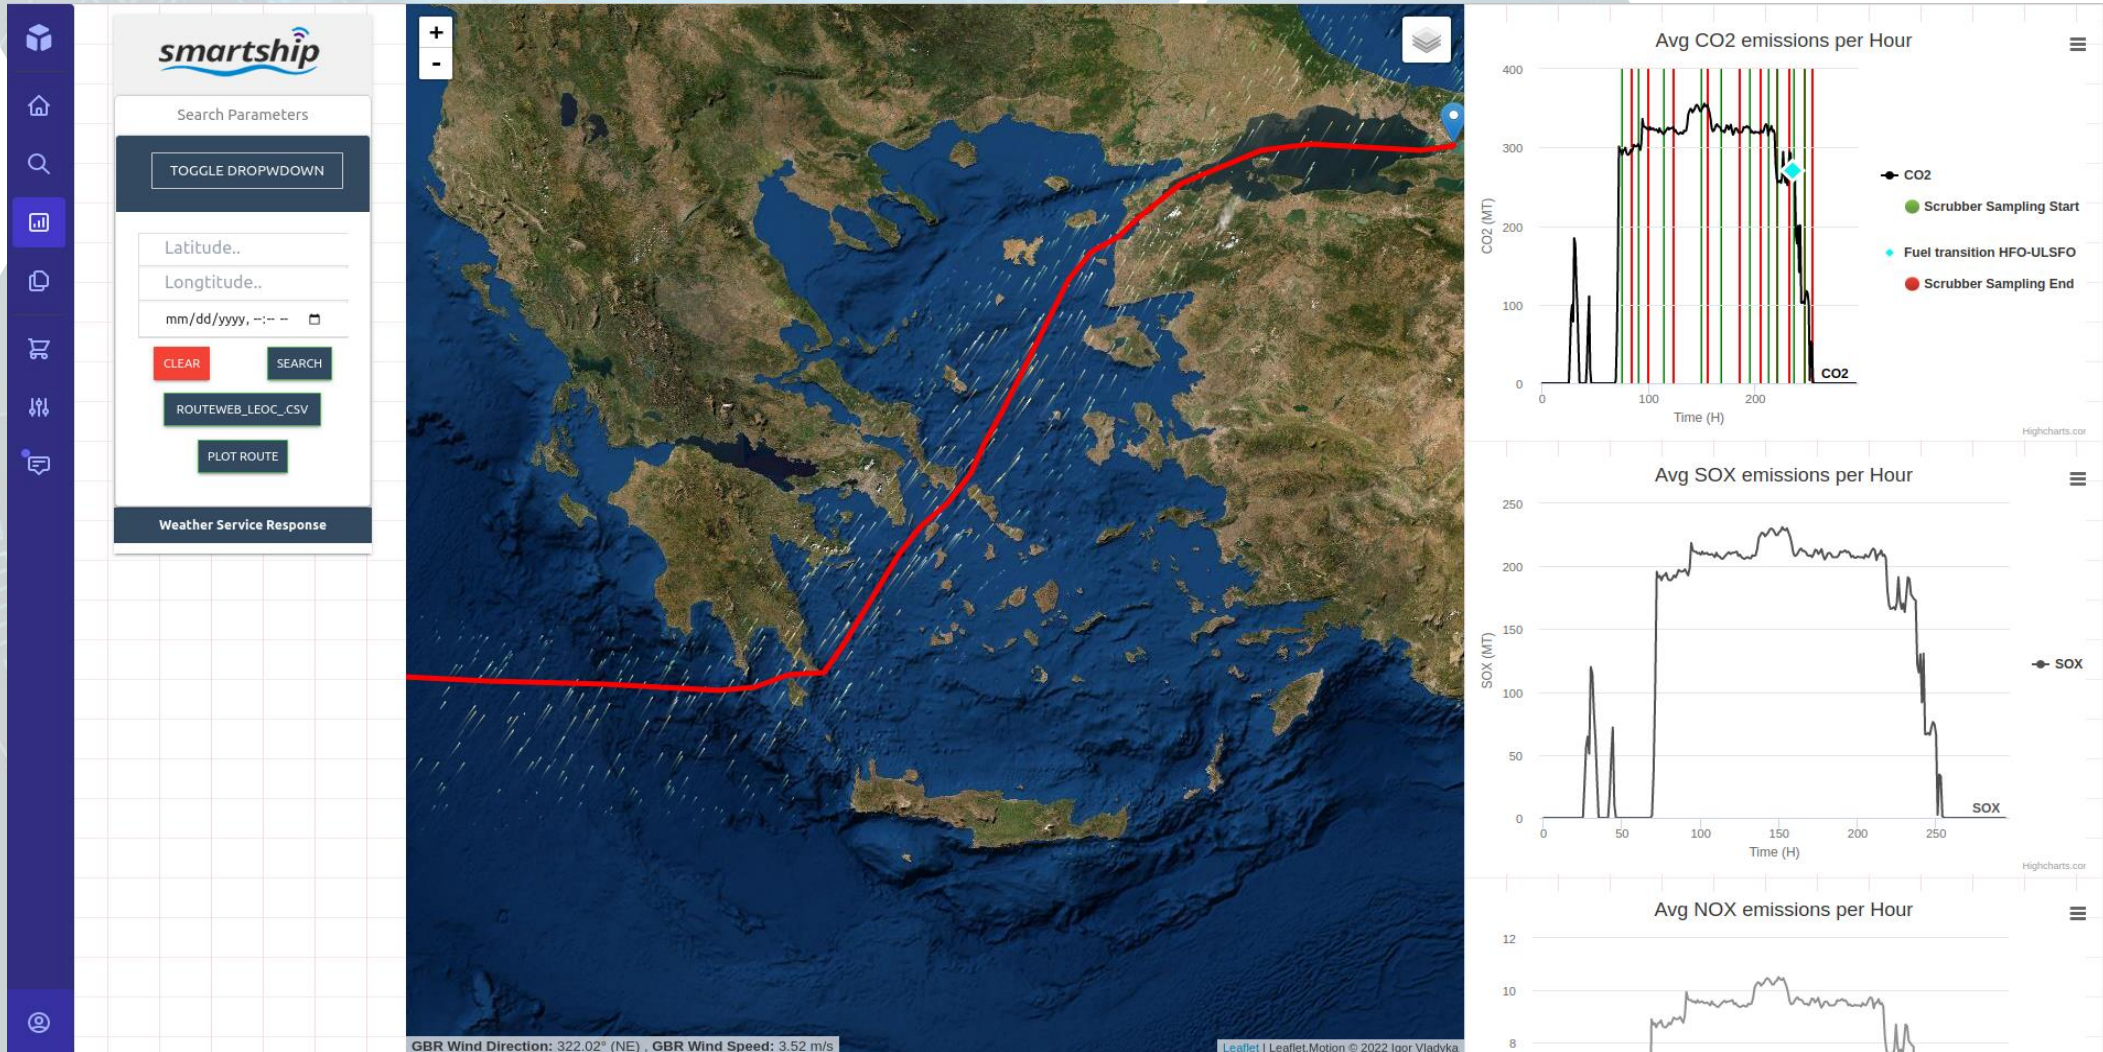 smartship
Search Parameters
TOGGLE DROPWDOWN
Latitude..
Longtitude..
mm/dd/yyyy, --:-- --
CLEAR
SEARCH
ROUTEWEB_LEOC_.CSV
PLOT ROUTE
Weather Service Response
+
-
GBR Wind Direction: 322.02° (NE) , GBR Wind Speed: 3.52 m/s
Leaflet | Leaflet.Motion © 2022 Igor Vladyka
Avg CO2 emissions per Hour
CO2 (MT)
400
300
200
100
0
0 100 200
Time (H)
CO2
CO2
Scrubber Sampling Start
Fuel transition HFO-ULSFO
Scrubber Sampling End
Highcharts.cor
Avg SOX emissions per Hour
SOX (MT)
250
200
150
100
50
0
0 50 100 150 200 250
Time (H)
SOX
SOX
Highcharts.cor
Avg NOX emissions per Hour
12
10
8